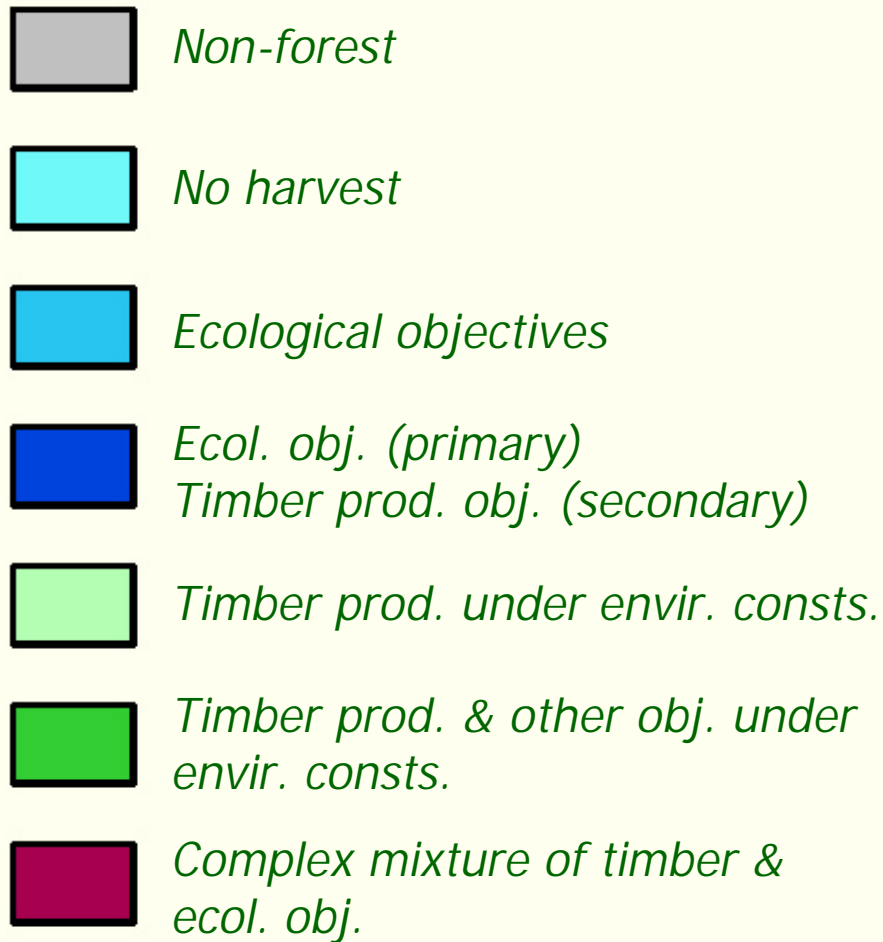 Non-forest
No harvest
Ecological objectives
Ecol. obj. (primary)
Timber prod. obj. (secondary)
Timber prod. under envir. consts.
Timber prod. & other obj. under
envir. consts.
Complex mixture of timber &
ecol. obj.